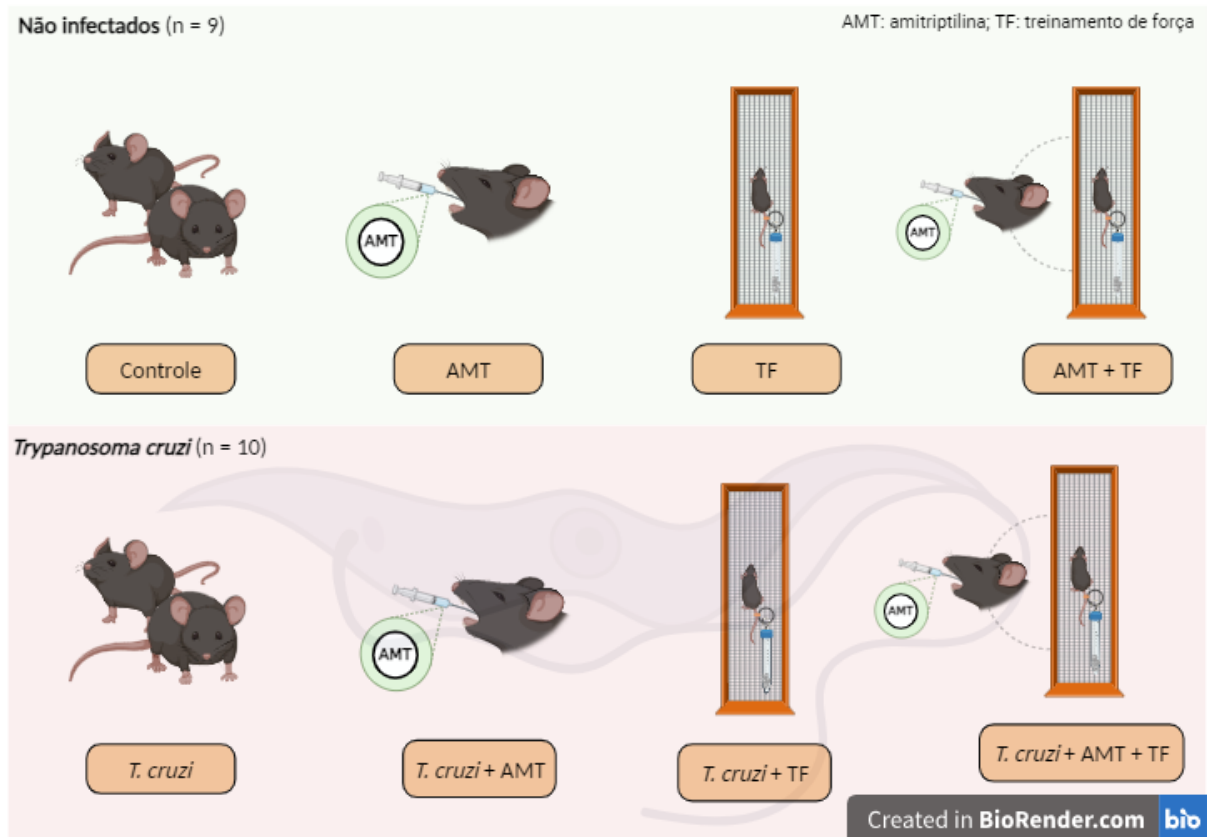 Não infectados (n = 9)
AMT: amitriptilina; TF: treinamento de força
AMT
AMT
Controle
AMT
TF
AMT + TF
Trypanosoma cruzi (n = 10)
AMT
AMT
T. cruzi
T. cruzi + AMT
T. cruzi + TF
T. cruzi + AMT + TF
Created in BioRender.com bio